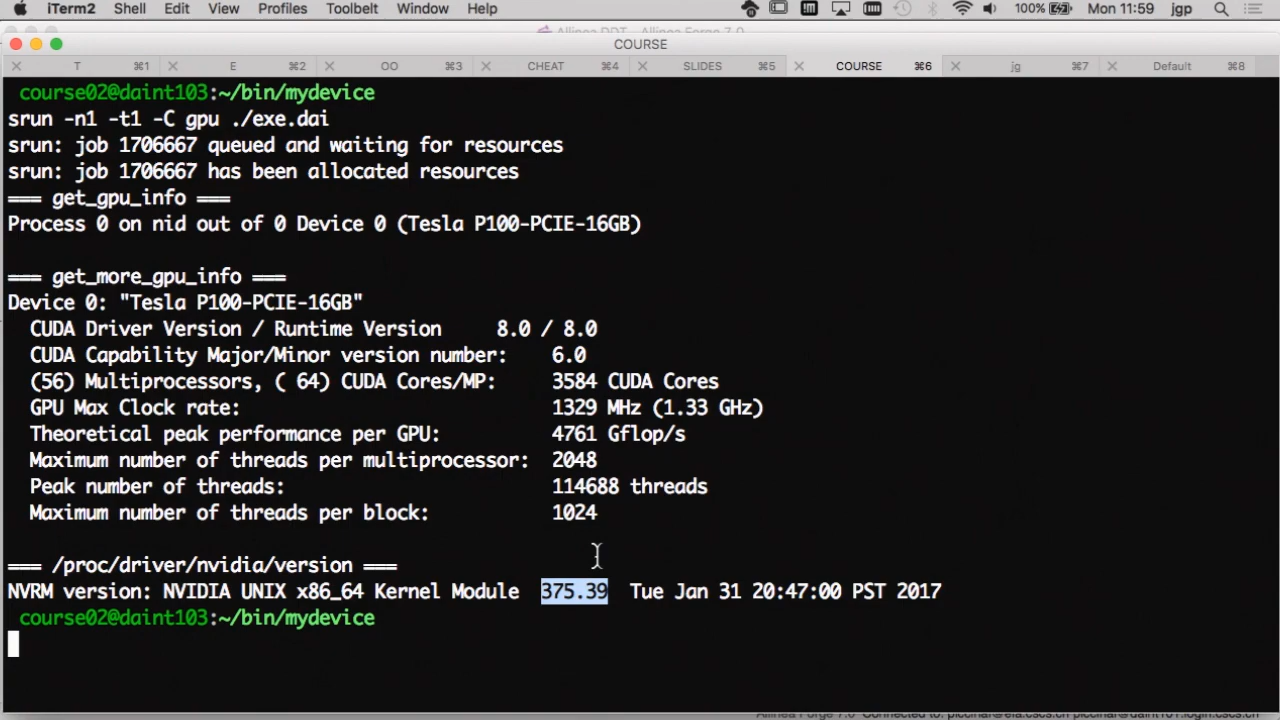 iTerm2 Shell Edit View Profiles Toolbelt Window Help 100% Mon 11:59 jgp
COURSE
T ⌘1 E ⌘2 OO ⌘3 CHEAT ⌘4 SLIDES ⌘5 COURSE ⌘6 jg ⌘7 Default ⌘8
course02@daint103:~/bin/mydevice
srun -n1 -t1 -C gpu ./exe.dai
srun: job 1706667 queued and waiting for resources
srun: job 1706667 has been allocated resources
=== get_gpu_info ===
Process 0 on nid out of 0 Device 0 (Tesla P100-PCIE-16GB)
=== get_more_gpu_info ===
Device 0: "Tesla P100-PCIE-16GB"
CUDA Driver Version / Runtime Version 8.0 / 8.0
CUDA Capability Major/Minor version number: 6.0
(56) Multiprocessors, ( 64) CUDA Cores/MP: 3584 CUDA Cores
GPU Max Clock rate: 1329 MHz (1.33 GHz)
Theoretical peak performance per GPU: 4761 Gflop/s
Maximum number of threads per multiprocessor: 2048
Peak number of threads: 114688 threads
Maximum number of threads per block: 1024
=== /proc/driver/nvidia/version ===
NVRM version: NVIDIA UNIX x86_64 Kernel Module 375.39 Tue Jan 31 20:47:00 PST 2017
course02@daint103:~/bin/mydevice